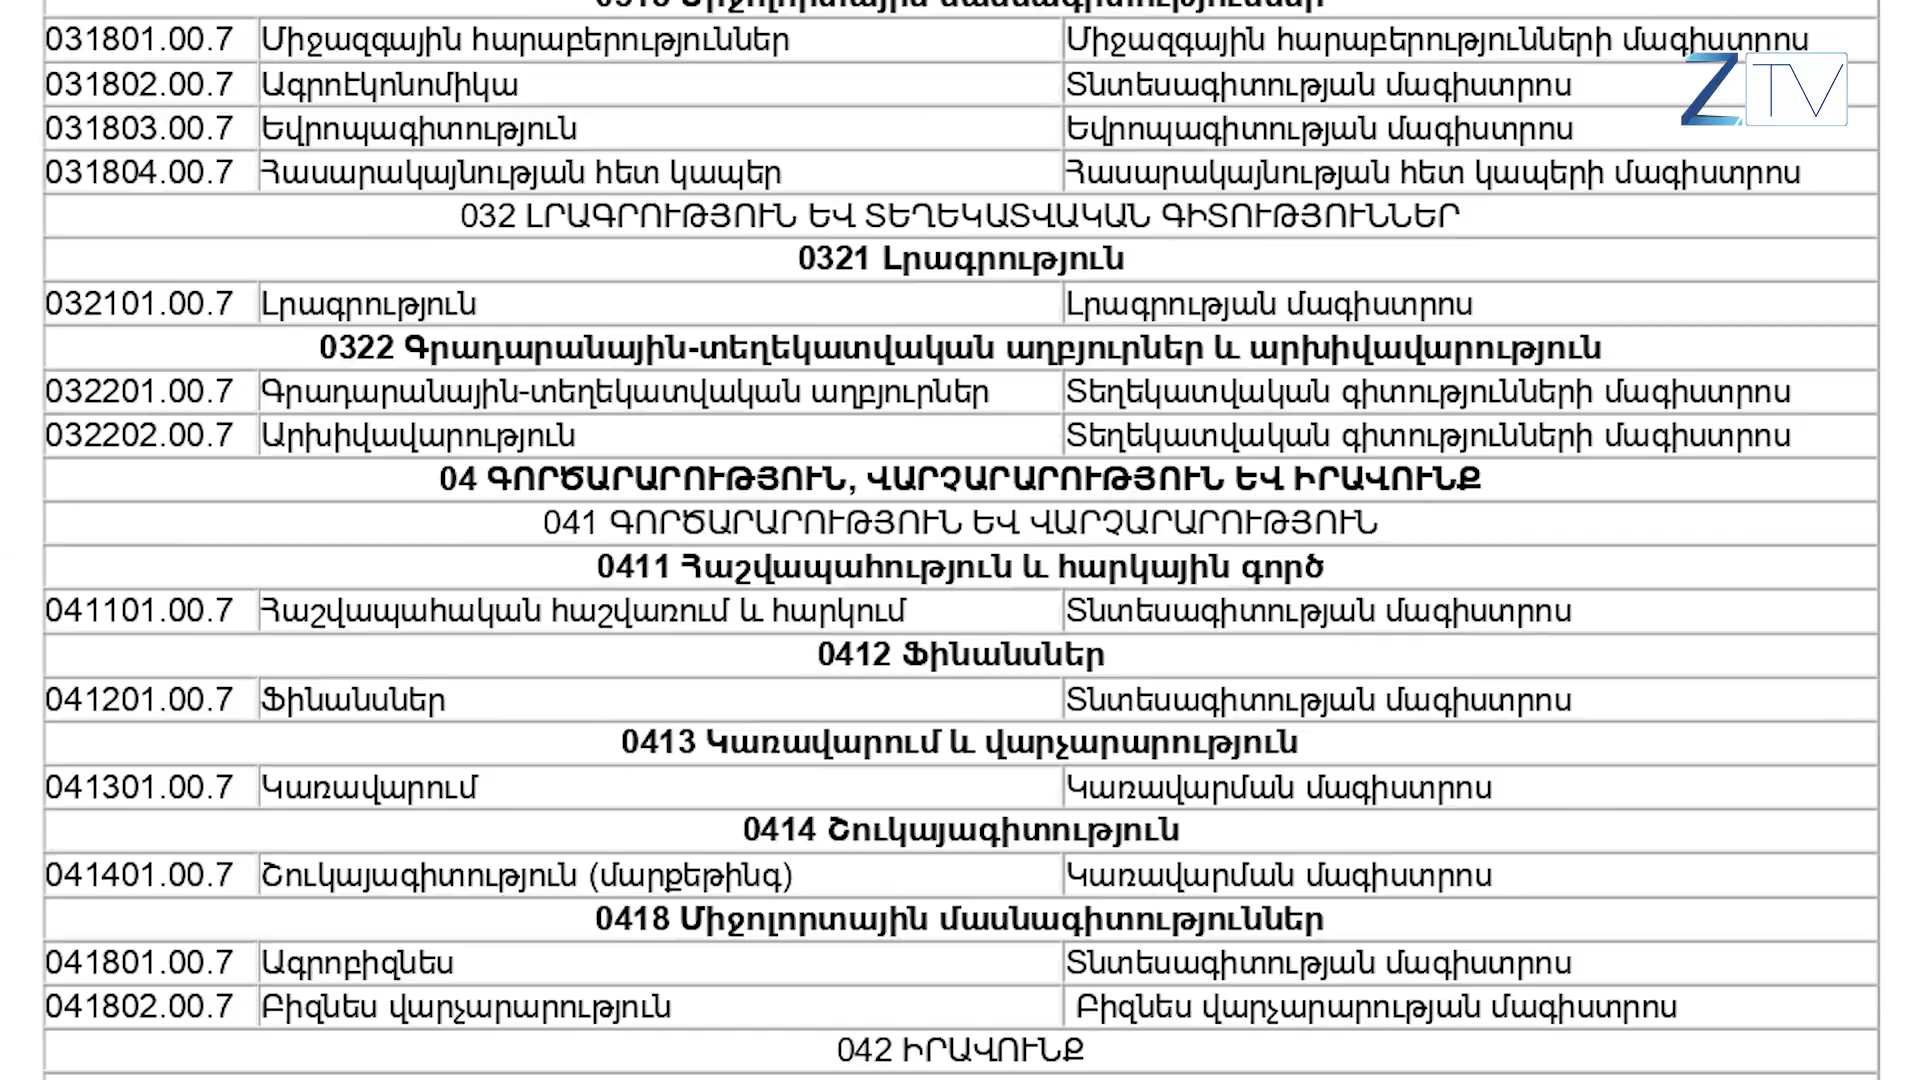 0318 Միջոլորտային մասնագիտություններ
031801.00.7 Միջազգային հարաբերություններ Միջազգային հարաբերությունների մագիստրոս
031802.00.7 Ագրոէկոնոմիկա Տնտեսագիտության մագիստրոս
ZTV
031803.00.7 Եվրոպագիտություն Եվրոպագիտության մագիստրոս
031804.00.7 Հասարակայնության հետ կապեր Հասարակայնության հետ կապերի մագիստրոս
032 ԼՐԱԳՐՈՒԹՅՈՒՆ ԵՎ ՏԵՂԵԿԱՏՎԱԿԱՆ ԳԻՏՈՒԹՅՈՒՆՆԵՐ
0321 Լրագրություն
032101.00.7 Լրագրություն Լրագրության մագիստրոս
0322 Գրադարանային-տեղեկատվական աղբյուրներ և արխիվավարություն
032201.00.7 Գրադարանային-տեղեկատվական աղբյուրներ Տեղեկատվական գիտությունների մագիստրոս
032202.00.7 Արխիվավարություն Տեղեկատվական գիտությունների մագիստրոս
04 ԳՈՐԾԱՐԱՐՈՒԹՅՈՒՆ, ՎԱՐՉԱՐԱՐՈՒԹՅՈՒՆ ԵՎ ԻՐԱՎՈՒՆՔ
041 ԳՈՐԾԱՐԱՐՈՒԹՅՈՒՆ ԵՎ ՎԱՐՉԱՐԱՐՈՒԹՅՈՒՆ
0411 Հաշվապահություն և հարկային գործ
041101.00.7 Հաշվապահական հաշվառում և հարկում Տնտեսագիտության մագիստրոս
0412 Ֆինանսներ
041201.00.7 Ֆինանսներ Տնտեսագիտության մագիստրոս
0413 Կառավարում և վարչարարություն
041301.00.7 Կառավարում Կառավարման մագիստրոս
0414 Շուկայագիտություն
041401.00.7 Շուկայագիտություն (մարքեթինգ) Կառավարման մագիստրոս
0418 Միջոլորտային մասնագիտություններ
041801.00.7 Ագրոբիզնես Տնտեսագիտության մագիստրոս
041802.00.7 Բիզնես վարչարարություն Բիզնես վարչարարության մագիստրոս
042 ԻՐԱՎՈՒՆՔ